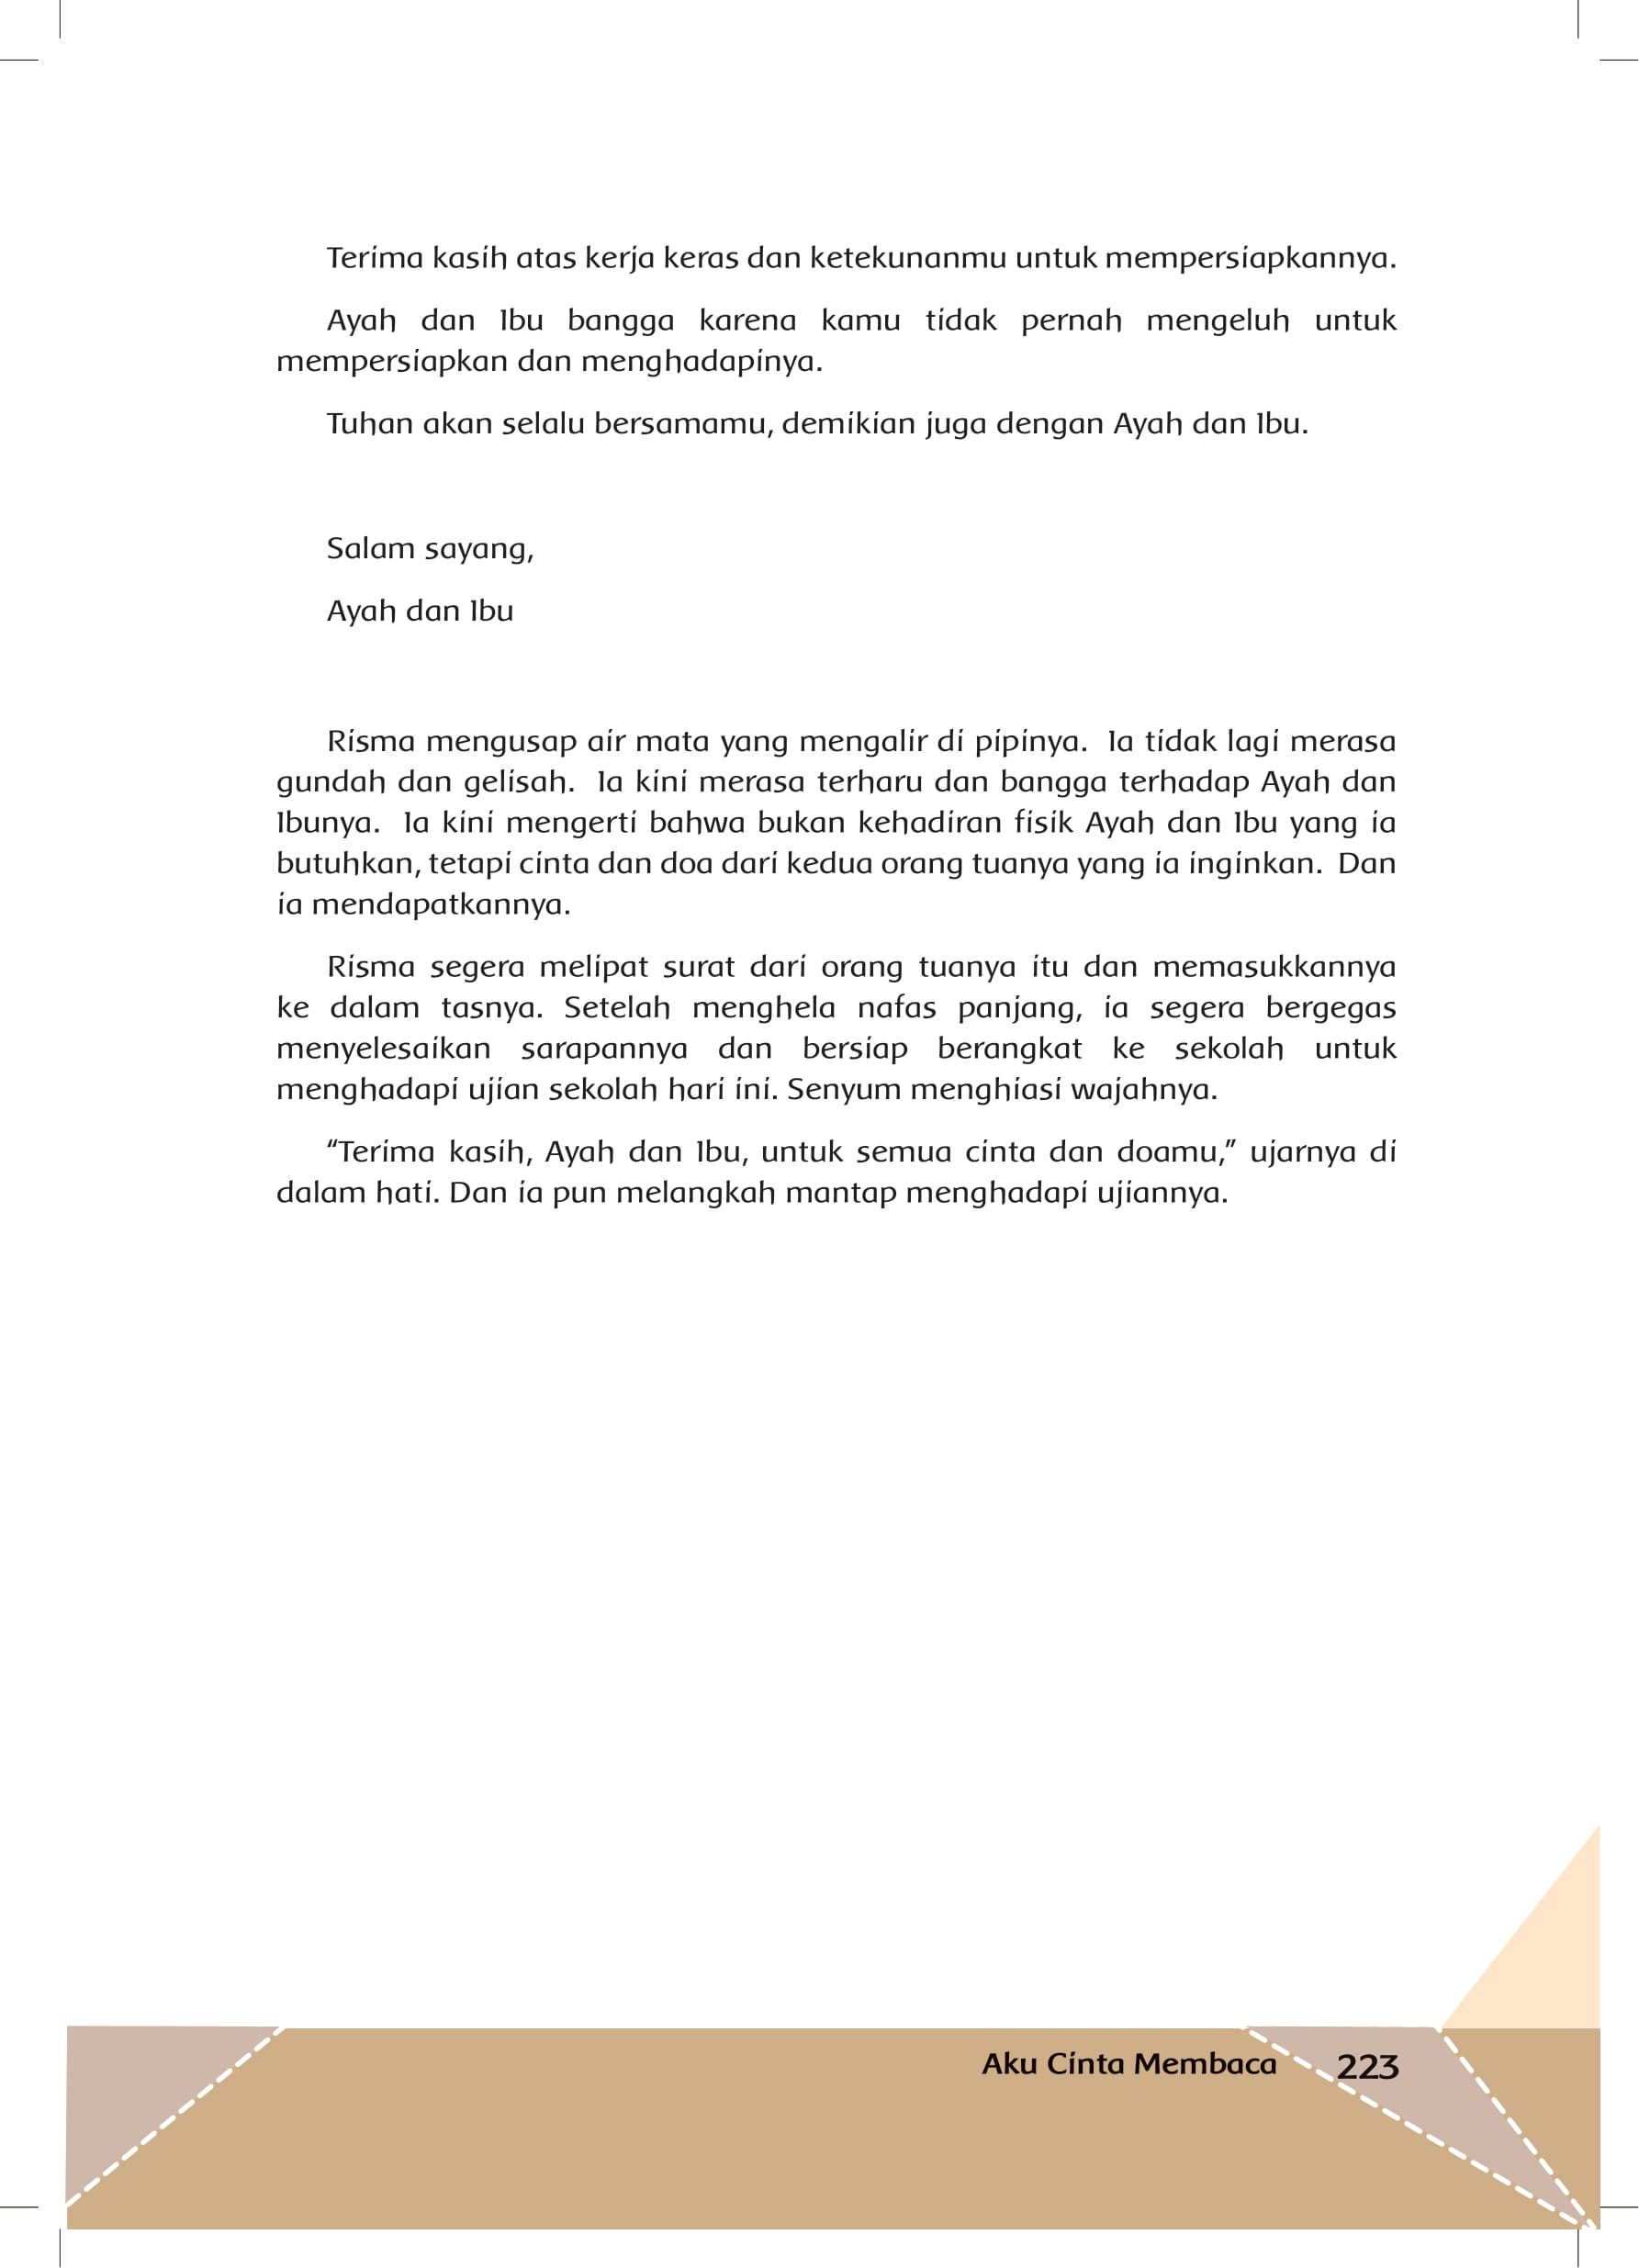 Terima kasih atas kerja keras dan ketekunanmu untuk mempersiapkannya.
Ayah dan Ibu bangga karena kamu tidak pernah mengeluh untuk
mempersiapkan dan menghadapinya.
Tuhan akan selalu bersamamu, demikian juga dengan Ayah dan Ibu.
Salam sayang,
Ayah dan Ibu
Risma mengusap air mata yang mengalir di pipinya. Ia tidak lagi merasa
gundah dan gelisah. Ia kini merasa terharu dan bangga terhadap Ayah dan
Ibunya. Ia kini mengerti bahwa bukan kehadiran fisik Ayah dan Ibu yang ia
butuhkan, tetapi cinta dan doa dari kedua orang tuanya yang ia inginkan. Dan
ia mendapatkannya.
Risma segera melipat surat dari orang tuanya itu dan memasukkannya
ke dalam tasnya. Setelah menghela nafas panjang, ia segera bergegas
menyelesaikan sarapannya dan bersiap berangkat ke sekolah untuk
menghadapi ujian sekolah hari ini. Senyum menghiasi wajahnya.
“Terima kasih, Ayah dan Ibu, untuk semua cinta dan doamu,” ujarnya di
dalam hati. Dan ia pun melangkah mantap menghadapi ujiannya.
Aku Cinta Membaca 223